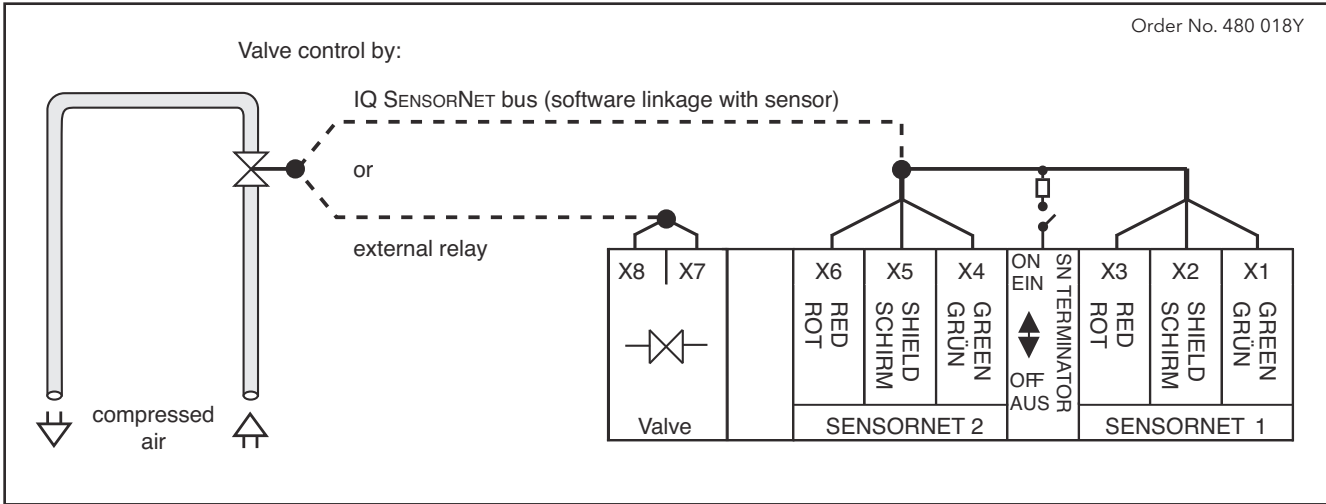 Order No. 480 018Y
Valve control by:
IQ SENSORNET bus (software linkage with sensor)
or
external relay
compressed
air
X8
X7
Valve
X6
RED
ROT
X5
SHIELD
SCHIRM
X4
GREEN
GRÜN
SENSORNET 2
ON
EIN
OFF
AUS
SN TERMINATOR
X3
RED
ROT
X2
SHIELD
SCHIRM
X1
GREEN
GRÜN
SENSORNET 1